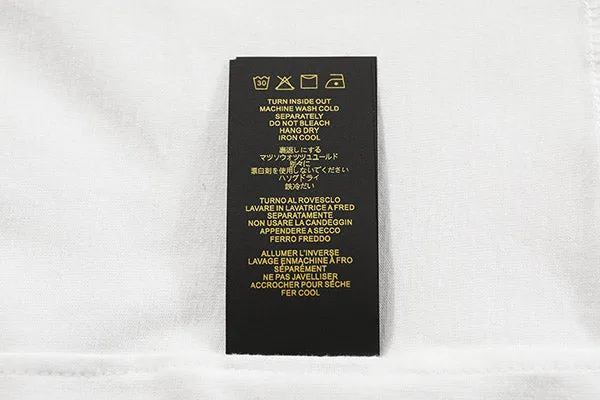 30
TURN INSIDE OUT
MACHINE WASH COLD
SEPARATELY
DO NOT BLEACH
HANG DRY
IRON COOL
裏返しにする
マツソウォツツユユールド
別々に
漂白剤を使用しないでください
ハソグドライ
鉄冷だい
TURNO AL ROVESCLO
LAVARE IN LAVATRICE A FRED
SEPARATAMENTE
NON USARE LA CANDEGGIN
APPENDERE A SECCO
FERRO FREDDO
ALLUMER L'INVERSE
LAVAGE ENMACHINE À FRO
SÉPARÉMENT
NE PAS JAVELLISER
ACCROCHER POUR SÉCHE
FER COOL